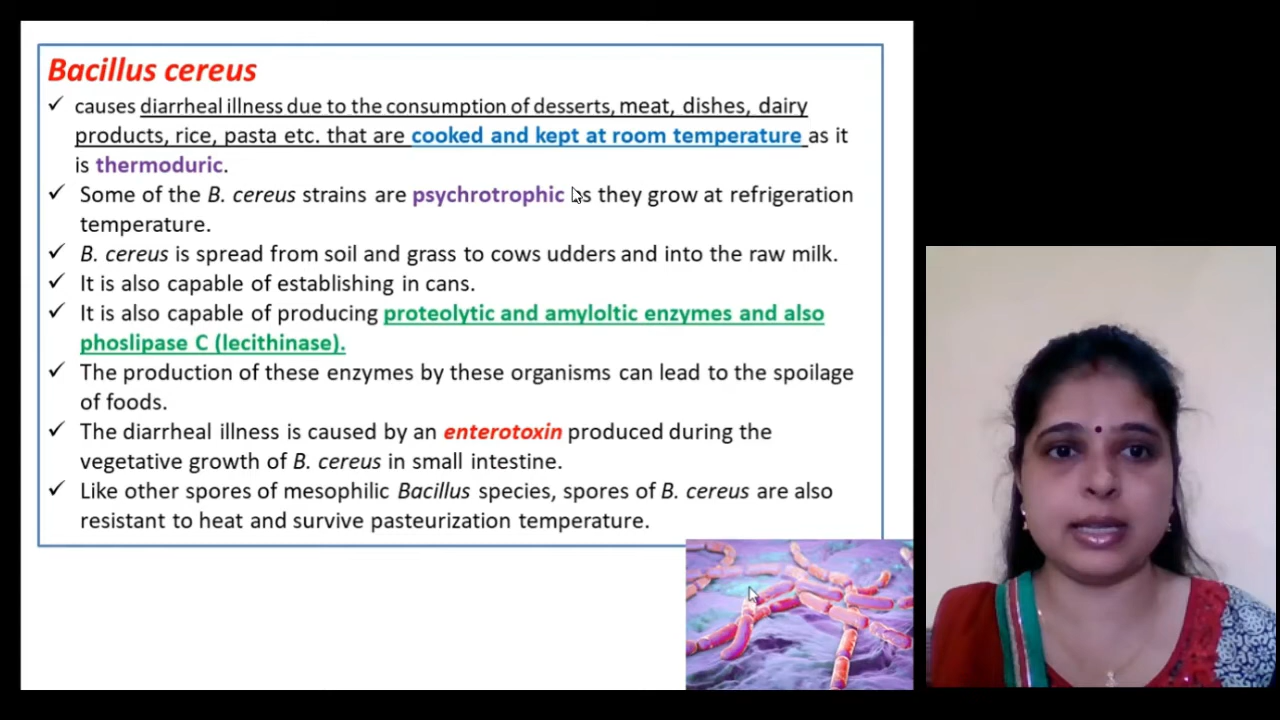 Bacillus cereus
✓ causes diarrheal illness due to the consumption of desserts, meat, dishes, dairy
products, rice, pasta etc. that are cooked and kept at room temperature as it
is thermoduric.
✓ Some of the B. cereus strains are psychrotrophic as they grow at refrigeration
temperature.
✓ B. cereus is spread from soil and grass to cows udders and into the raw milk.
✓ It is also capable of establishing in cans.
✓ It is also capable of producing proteolytic and amyloltic enzymes and also
phoslipase C (lecithinase).
✓ The production of these enzymes by these organisms can lead to the spoilage
of foods.
✓ The diarrheal illness is caused by an enterotoxin produced during the
vegetative growth of B. cereus in small intestine.
✓ Like other spores of mesophilic Bacillus species, spores of B. cereus are also
resistant to heat and survive pasteurization temperature.